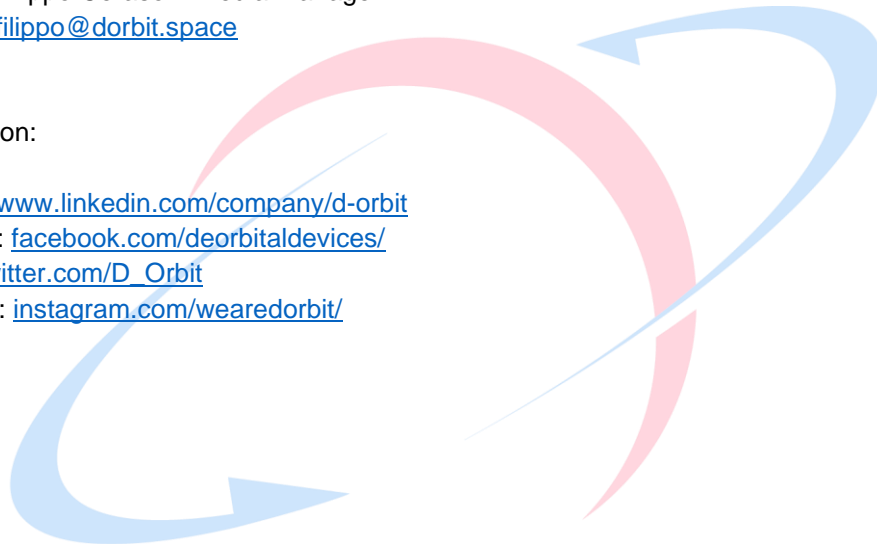 filippo@dorbit.space
on:
www.linkedin.com/company/d-orbit
: facebook.com/deorbitaldevices/
itter.com/D_Orbit
: instagram.com/wearedorbit/